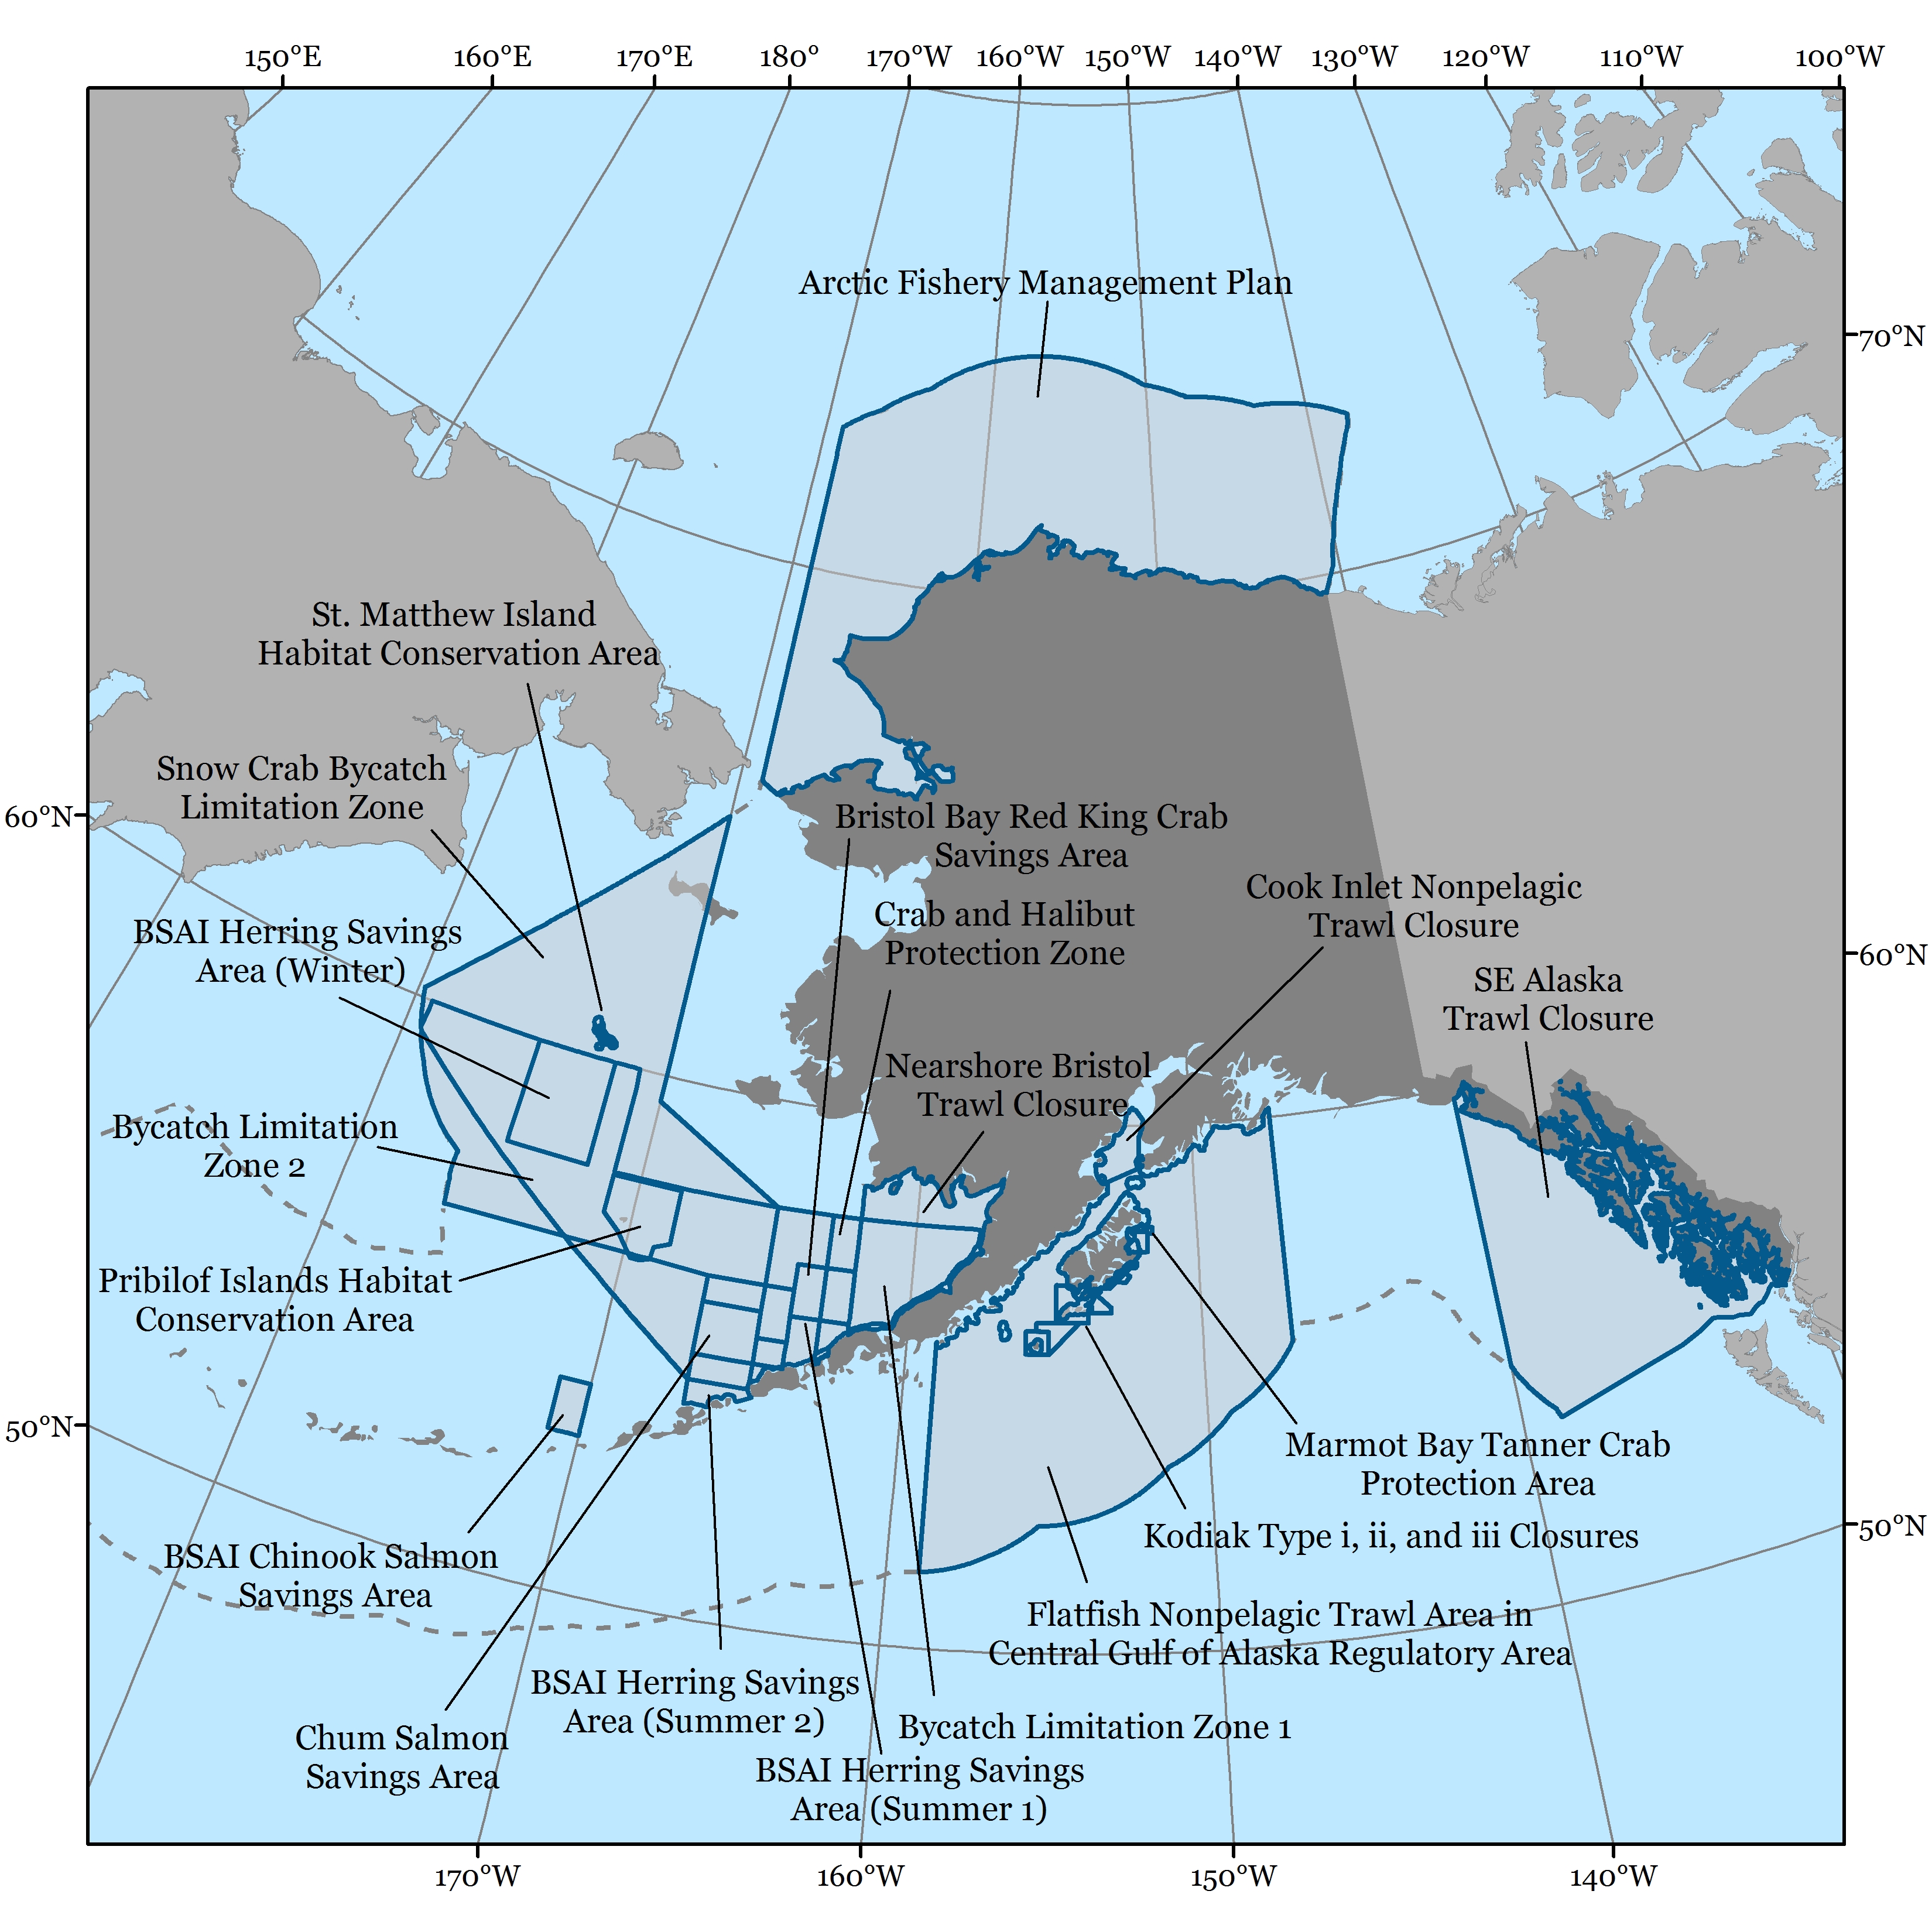 150°E 160°E 170°E 180° 170°W 160°W 150°W 140°W 130°W 120°W 110°W 100°W
Arctic Fishery Management Plan
70°N
St. Matthew Island
Habitat Conservation Area
Snow Crab Bycatch
Limitation Zone
60°N
Bristol Bay Red King Crab
Savings Area
Cook Inlet Nonpelagic
Trawl Closure
Crab and Halibut
Protection Zone
BSAI Herring Savings
Area (Winter)
60°N
SE Alaska
Trawl Closure
Nearshore Bristol
Trawl Closure
Bycatch Limitation
Zone 2
Pribilof Islands Habitat
Conservation Area
50°N
Marmot Bay Tanner Crab
Protection Area
50°N
Kodiak Type i, ii, and iii Closures
BSAI Chinook Salmon
Savings Area
Flatfish Nonpelagic Trawl Area in
Central Gulf of Alaska Regulatory Area
BSAI Herring Savings
Area (Summer 2)
Bycatch Limitation Zone 1
Chum Salmon
Savings Area
BSAI Herring Savings
Area (Summer 1)
170°W 160°W 150°W 140°W